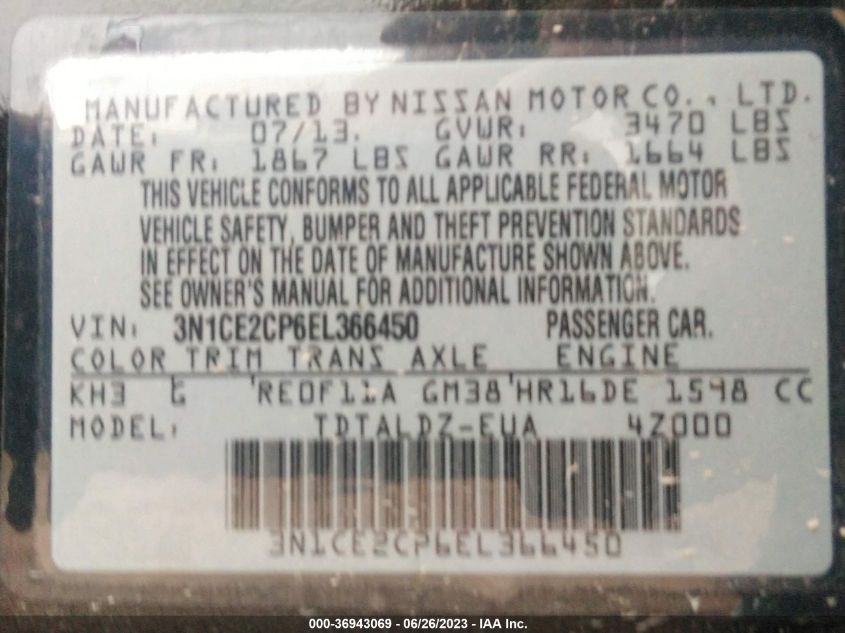 MANUFACTURED BY NISSAN MOTOR CO., LTD.
DATE: 07/13. GVWR: 3470 LBS
GAWR FR: 1867 LBS GAWR RR: 1664 LBS
THIS VEHICLE CONFORMS TO ALL APPLICABLE FEDERAL MOTOR
VEHICLE SAFETY, BUMPER AND THEFT PREVENTION STANDARDS
IN EFFECT ON THE DATE OF MANUFACTURE SHOWN ABOVE.
SEE OWNER'S MANUAL FOR ADDITIONAL INFORMATION.
VIN: 3N1CE2CP6EL366450 PASSENGER CAR.
COLOR TRIM TRANS AXLE ENGINE
KH3 G 'RE0F11A GM38'HR16DE 1598 CC
MODEL: TDTALDZ-EUA 4Z000
3N1CE2CP6EL366450
000-36943069 - 06/26/2023 - IAA Inc.